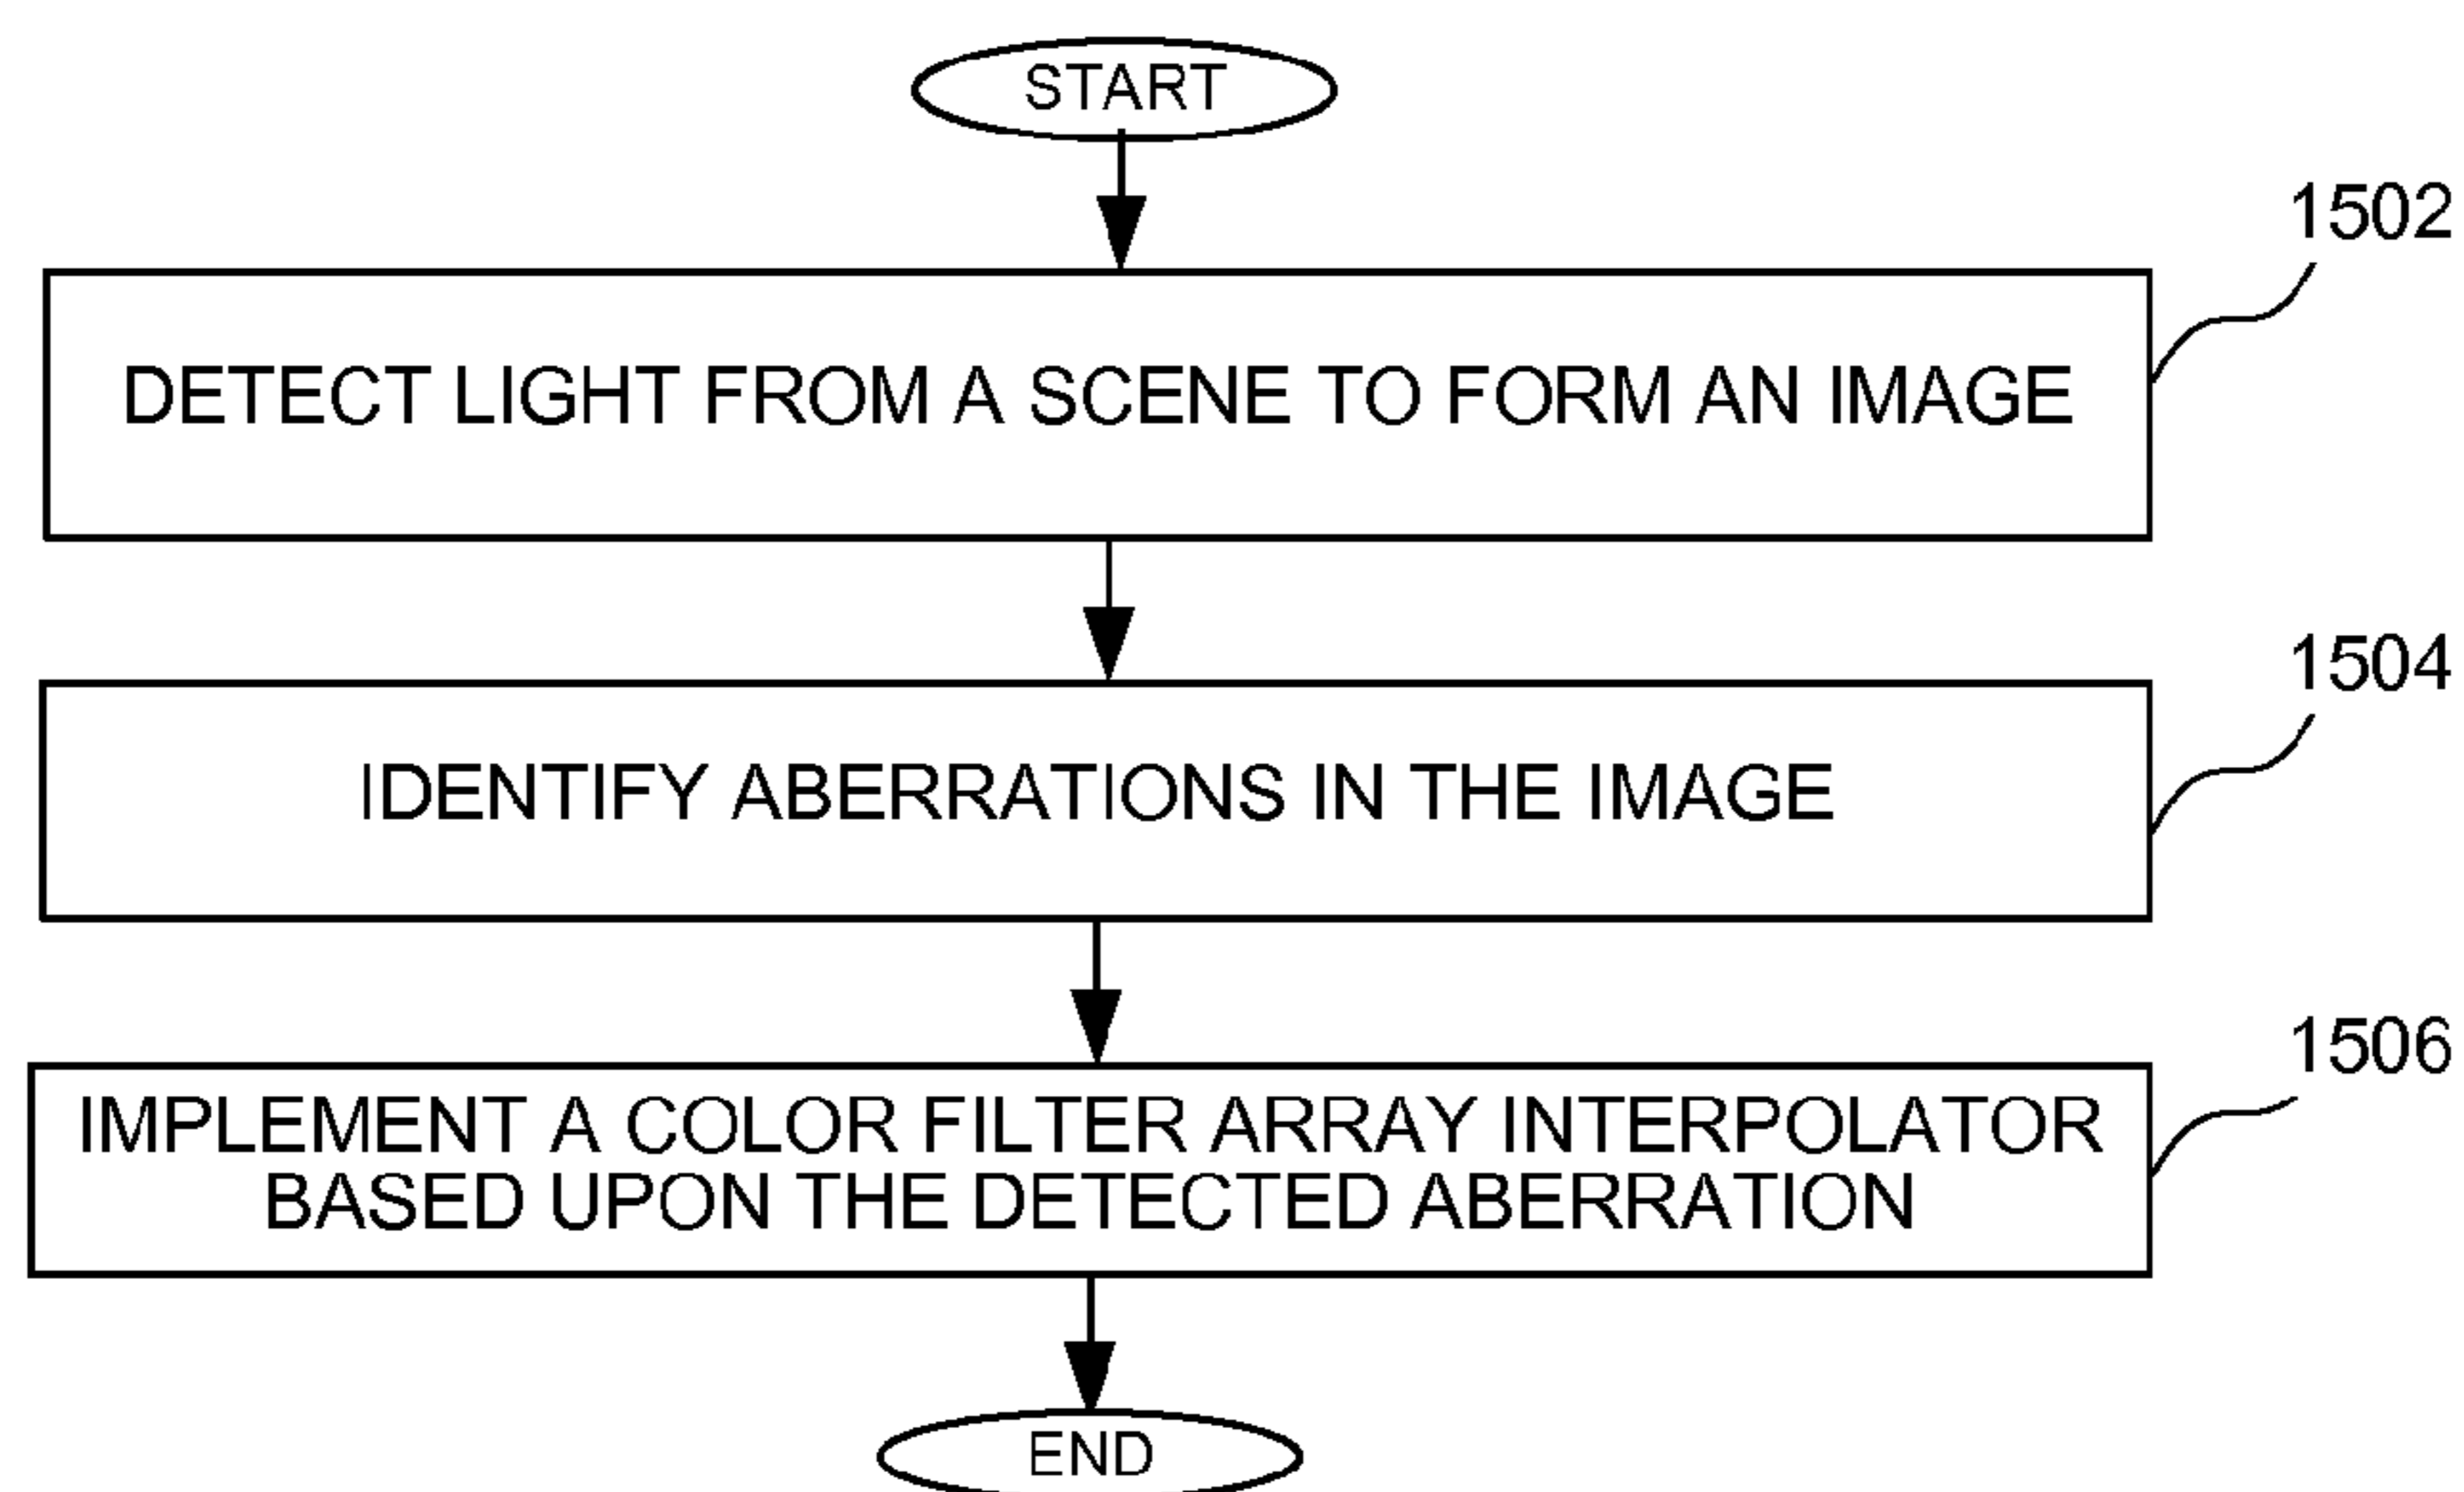 START
1502
DETECT LIGHT FROM A SCENE TO FORM AN IMAGE
1504
IDENTIFY ABERRATIONS IN THE IMAGE
1506
IMPLEMENT A COLOR FILTER ARRAY INTERPOLATOR
BASED UPON THE DETECTED ABERRATION
END